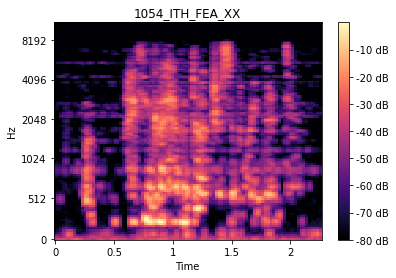 1054_ITH_FEA_XX
8192
4096
2048
1024
512
0
Hz
0
0.5
1
1.5
2
Time
-10 dB
-20 dB
-30 dB
-40 dB
-50 dB
-60 dB
-70 dB
-80 dB